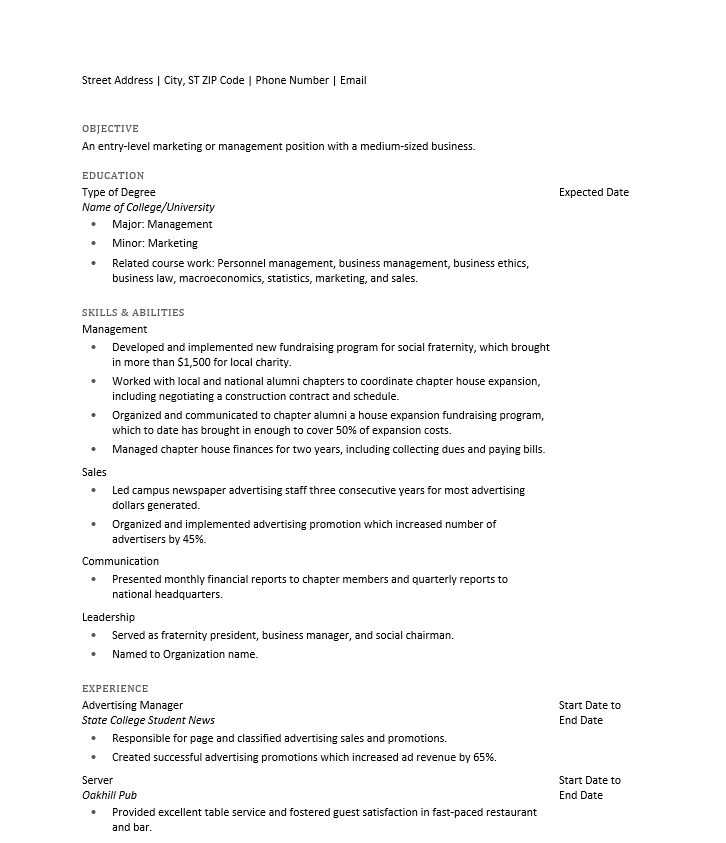 Street Address | City, ST ZIP Code | Phone Number | Email
OBJECTIVE
An entry-level marketing or management position with a medium-sized business.
EDUCATION
Type of Degree Expected Date
Name of College/University
• Major: Management
• Minor: Marketing
• Related course work: Personnel management, business management, business ethics,
business law, macroeconomics, statistics, marketing, and sales.
SKILLS & ABILITIES
Management
• Developed and implemented new fundraising program for social fraternity, which brought
in more than $1,500 for local charity.
• Worked with local and national alumni chapters to coordinate chapter house expansion,
including negotiating a construction contract and schedule.
• Organized and communicated to chapter alumni a house expansion fundraising program,
which to date has brought in enough to cover 50% of expansion costs.
• Managed chapter house finances for two years, including collecting dues and paying bills.
Sales
• Led campus newspaper advertising staff three consecutive years for most advertising
dollars generated.
• Organized and implemented advertising promotion which increased number of
advertisers by 45%.
Communication
• Presented monthly financial reports to chapter members and quarterly reports to
national headquarters.
Leadership
• Served as fraternity president, business manager, and social chairman.
• Named to Organization name.
EXPERIENCE
Advertising Manager Start Date to
State College Student News End Date
• Responsible for page and classified advertising sales and promotions.
• Created successful advertising promotions which increased ad revenue by 65%.
Server Start Date to
Oakhill Pub End Date
• Provided excellent table service and fostered guest satisfaction in fast-paced restaurant
and bar.